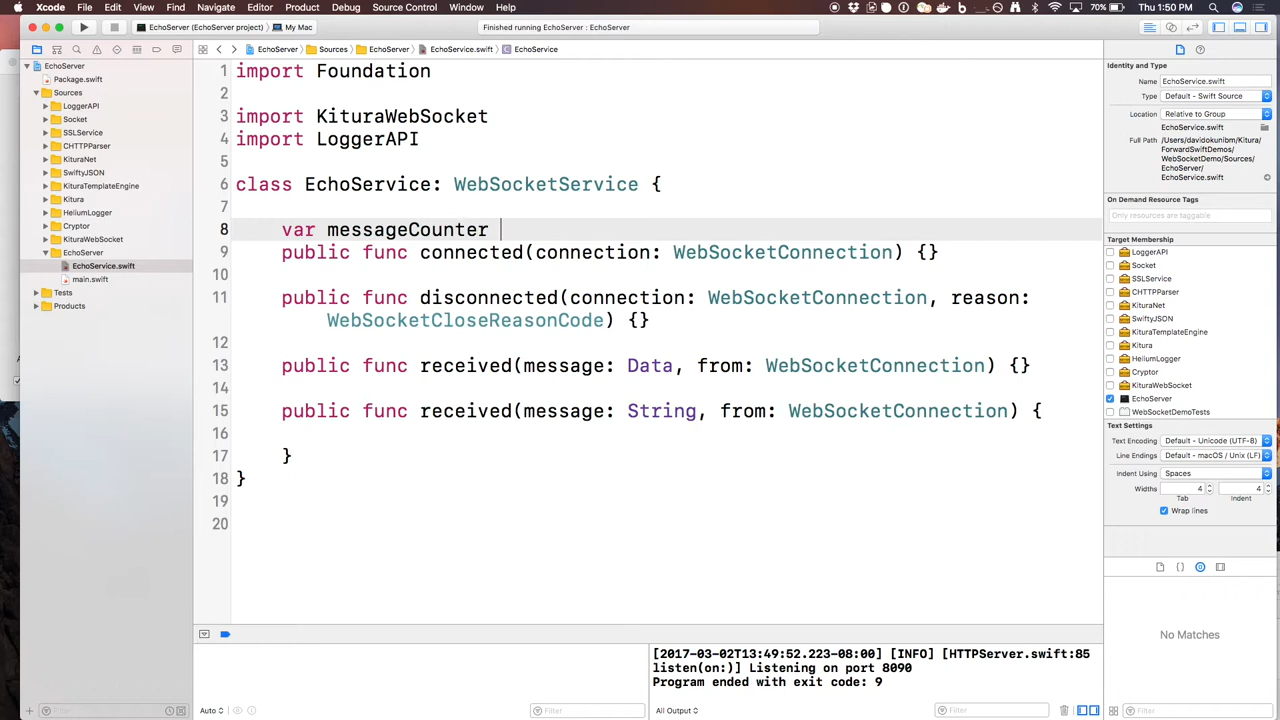 Xcode File Edit View Find Navigate Editor Product Debug Source Control Window Help 70% Thu 1:50 PM
EchoServer (EchoServer project) My Mac
Finished running EchoServer : EchoServer
EchoServer Sources EchoServer EchoService.swift EchoService
EchoServer
Package.swift
Sources
LoggerAPI
Socket
SSLService
CHTTPParser
KituraNet
SwiftyJSON
KituraTemplateEngine
Kitura
HeliumLogger
Cryptor
KituraWebSocket
EchoServer
EchoService.swift
main.swift
Tests
Products
Filter
1 import Foundation
2
3 import KituraWebSocket
4 import LoggerAPI
5
6 class EchoService: WebSocketService {
7
8 var messageCounter
9 public func connected(connection: WebSocketConnection) {}
10
11 public func disconnected(connection: WebSocketConnection, reason:
WebSocketCloseReasonCode) {}
12
13 public func received(message: Data, from: WebSocketConnection) {}
14
15 public func received(message: String, from: WebSocketConnection) {
16
17 }
18 }
19
20
Auto
Filter
[2017-03-02T13:49:52.223-08:00] [INFO] [HTTPServer.swift:85
listen(on:)] Listening on port 8090
Program ended with exit code: 9
All Output
Filter
Identity and Type
Name EchoService.swift
Type Default - Swift Source
Location Relative to Group
EchoService.swift
Full Path /Users/davidokunibm/Kitura/
ForwardSwiftDemos/
WebSocketDemo/Sources/
EchoServer/
EchoService.swift
On Demand Resources Tags
Only resources are taggable
Target Membership
LoggerAPI
Socket
SSLService
CHTTPParser
KituraNet
SwiftyJSON
KituraTemplateEngine
Kitura
HeliumLogger
Cryptor
KituraWebSocket
EchoServer
WebSocketDemoTests
Text Settings
Text Encoding Default - Unicode (UTF-8)
Line Endings Default - macOS / Unix (LF)
Indent Using Spaces
Widths 4 4
Tab Indent
Wrap lines
No Matches
Filter